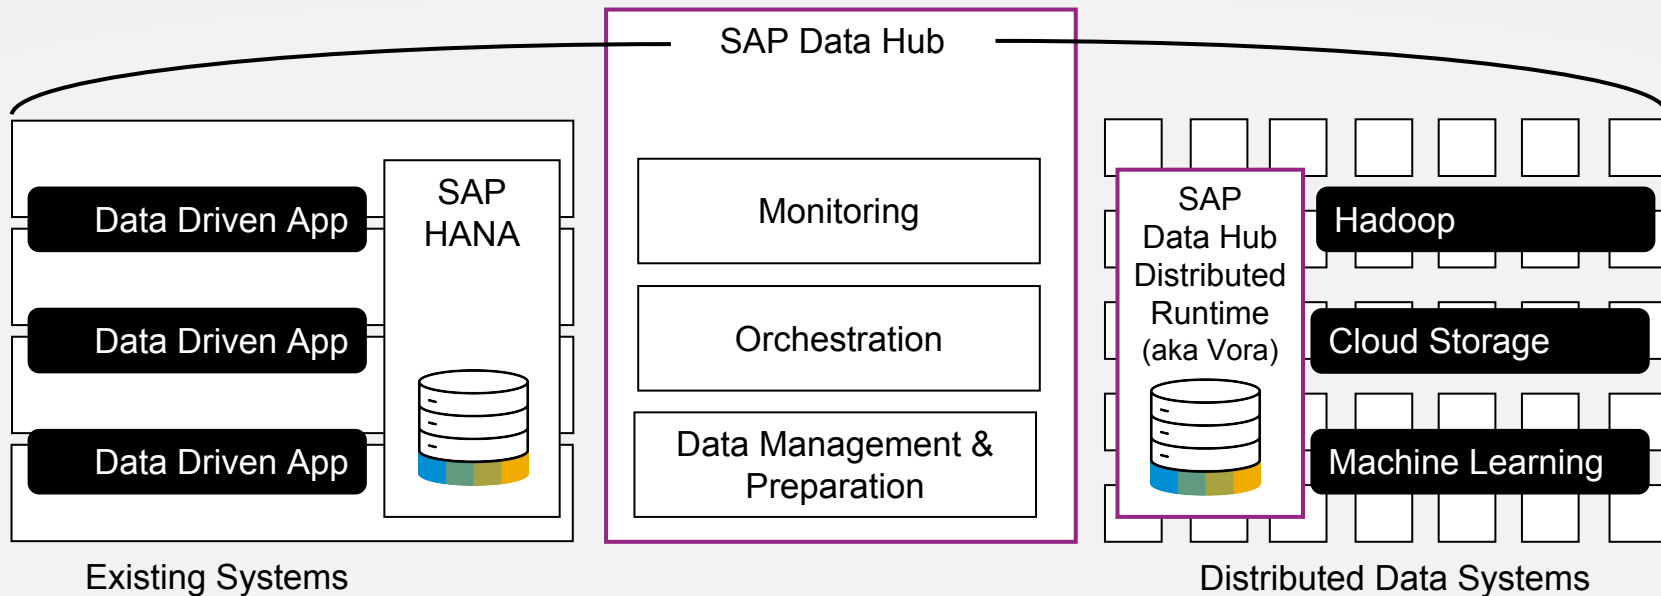 SAP Data Hub
Data Driven App
Data Driven App
Data Driven App
SAP
HANA
Existing Systems
Monitoring
Orchestration
Data Management &
Preparation
SAP
Data Hub
Distributed
Runtime
(aka Vora)
Hadoop
Cloud Storage
Machine Learning
Distributed Data Systems